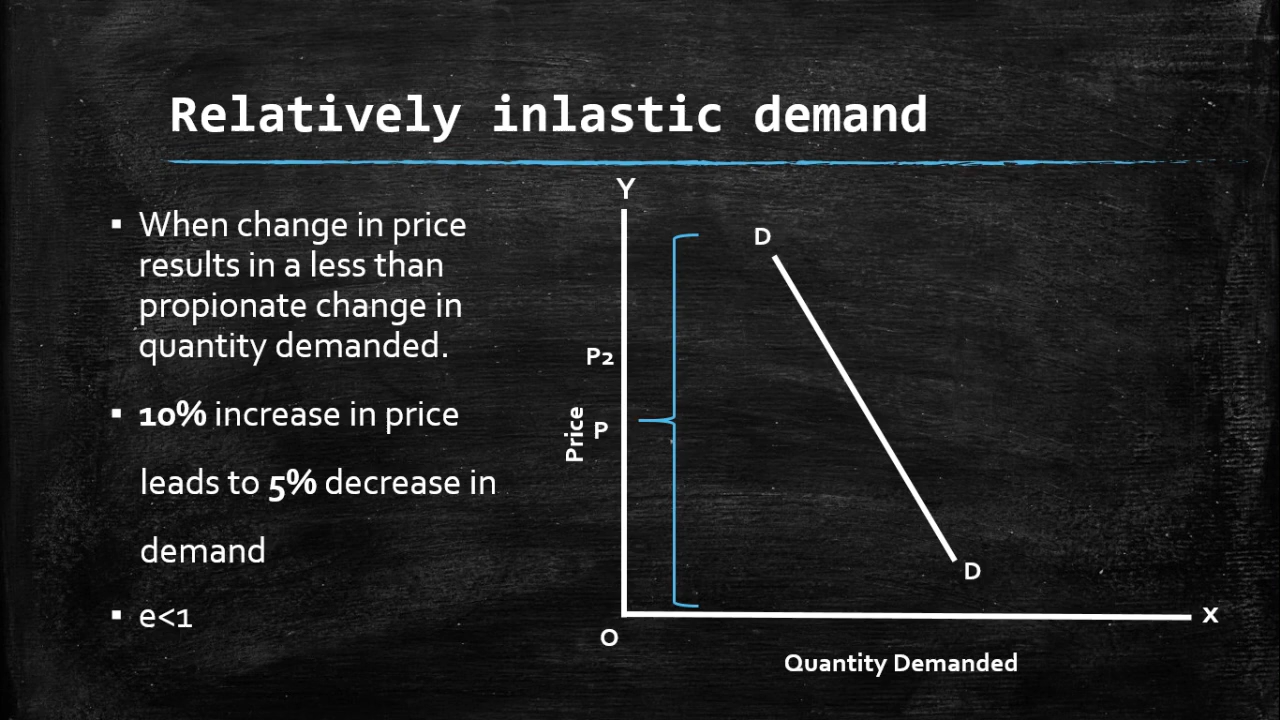 Relatively inlastic demand
▪ When change in price
results in a less than
propionate change in
quantity demanded.
▪ 10% increase in price
leads to 5% decrease in
demand
▪ e<1
Y
D
P2
Price
P
D
O
X
Quantity Demanded